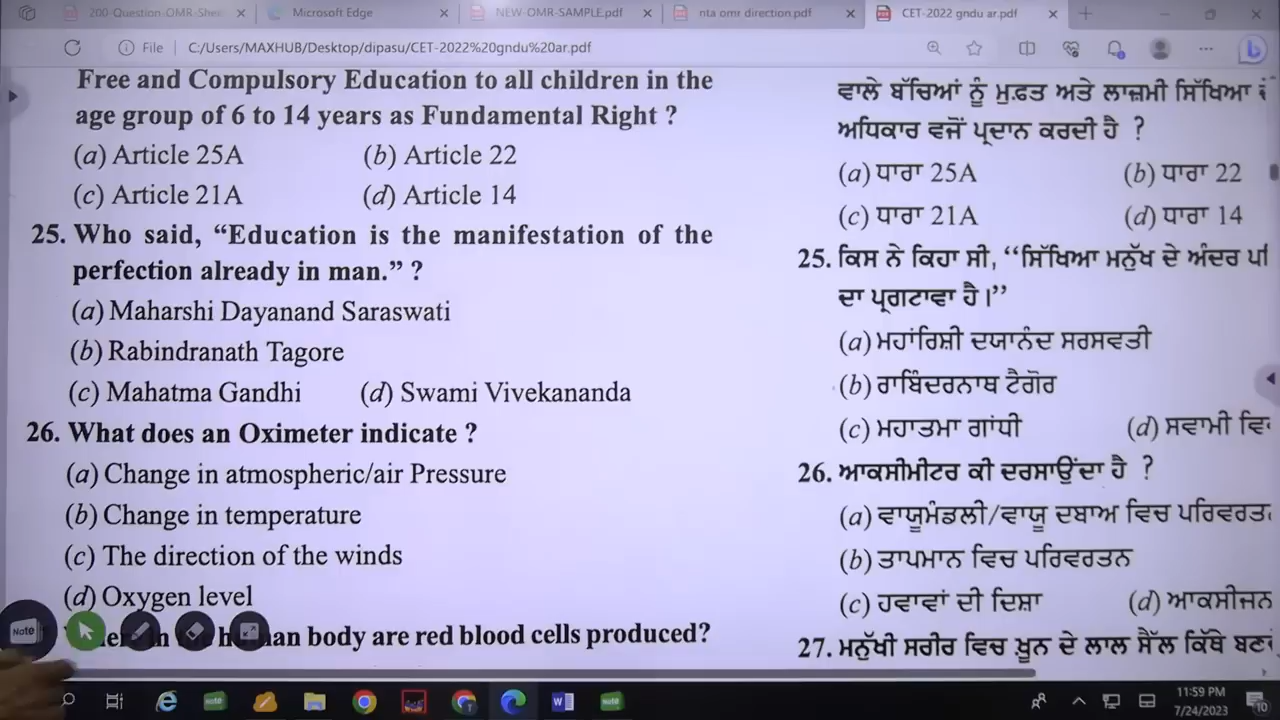 200-Question-OMR-Shee
Microsoft Edge
NEW-OMR-SAMPLE.pdf
nta omr direction.pdf
CET-2022 gndu ar.pdf
File
C:/Users/MAXHUB/Desktop/dipasu/CET-2022%20gndu%20ar.pdf
Free and Compulsory Education to all children in the
age group of 6 to 14 years as Fundamental Right ?
(a) Article 25A (b) Article 22
(c) Article 21A (d) Article 14
25. Who said, “Education is the manifestation of the
perfection already in man.” ?
(a) Maharshi Dayanand Saraswati
(b) Rabindranath Tagore
(c) Mahatma Gandhi (d) Swami Vivekananda
26. What does an Oximeter indicate ?
(a) Change in atmospheric/air Pressure
(b) Change in temperature
(c) The direction of the winds
(d) Oxygen level
human body are red blood cells produced?
ਵਾਲੇ ਬੱਚਿਆਂ ਨੂੰ ਮੁਫ਼ਤ ਅਤੇ ਲਾਜ਼ਮੀ ਸਿੱਖਿਆ
ਅਧਿਕਾਰ ਵਜੋਂ ਪ੍ਰਦਾਨ ਕਰਦੀ ਹੈ ?
(a) ਧਾਰਾ 25A (b) ਧਾਰਾ 22
(c) ਧਾਰਾ 21A (d) ਧਾਰਾ 14
25. ਕਿਸ ਨੇ ਕਿਹਾ ਸੀ, “ਸਿੱਖਿਆ ਮਨੁੱਖ ਦੇ ਅੰਦਰ
ਦਾ ਪ੍ਰਗਟਾਵਾ ਹੈ।”
(a) ਮਹਾਂਰਿਸ਼ੀ ਦਯਾਨੰਦ ਸਰਸਵਤੀ
(b) ਰਾਬਿੰਦਰਨਾਥ ਟੈਗੋਰ
(c) ਮਹਾਤਮਾ ਗਾਂਧੀ (d) ਸਵਾਮੀ
26. ਆਕਸੀਮੀਟਰ ਕੀ ਦਰਸਾਉਂਦਾ ਹੈ ?
(a) ਵਾਯੂਮੰਡਲੀ/ਵਾਯੂ ਦਬਾਅ ਵਿਚ ਪਰਿਵਰਤ
(b) ਤਾਪਮਾਨ ਵਿਚ ਪਰਿਵਰਤਨ
(c) ਹਵਾਵਾਂ ਦੀ ਦਿਸ਼ਾ (d) ਆਕਸੀਜਨ
27. ਮਨੁੱਖੀ ਸਰੀਰ ਵਿਚ ਖ਼ੂਨ ਦੇ ਲਾਲ ਸੈੱਲ ਕਿੱਥੇ
Note
note
note
11:59 PM
7/24/2023
10